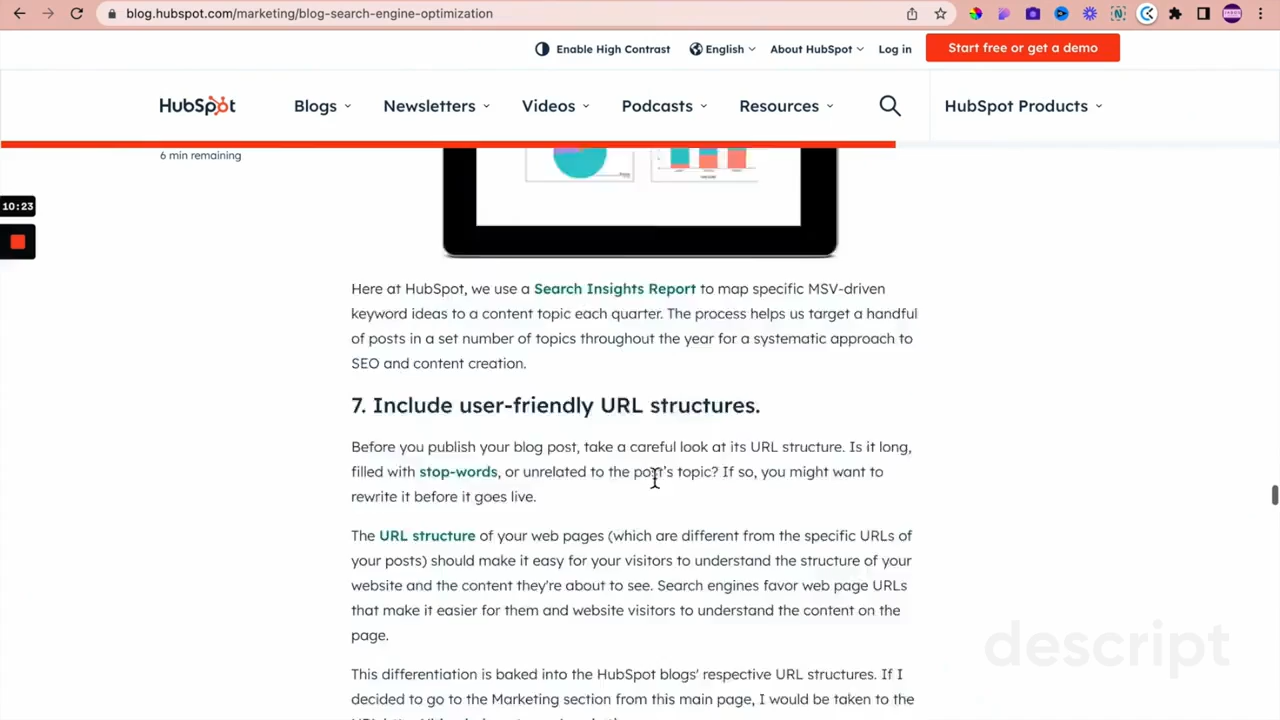 blog.hubspot.com/marketing/blog-search-engine-optimization
Enable High Contrast English About HubSpot Log in Start free or get a demo
HubSpot Blogs Newsletters Videos Podcasts Resources HubSpot Products
6 min remaining
10:23
Here at HubSpot, we use a Search Insights Report to map specific MSV-driven
keyword ideas to a content topic each quarter. The process helps us target a handful
of posts in a set number of topics throughout the year for a systematic approach to
SEO and content creation.
7. Include user-friendly URL structures.
Before you publish your blog post, take a careful look at its URL structure. Is it long,
filled with stop-words, or unrelated to the post's topic? If so, you might want to
rewrite it before it goes live.
The URL structure of your web pages (which are different from the specific URLs of
your posts) should make it easy for your visitors to understand the structure of your
website and the content they're about to see. Search engines favor web page URLs
that make it easier for them and website visitors to understand the content on the
page.
descript
This differentiation is baked into the HubSpot blogs' respective URL structures. If I
decided to go to the Marketing section from this main page, I would be taken to the